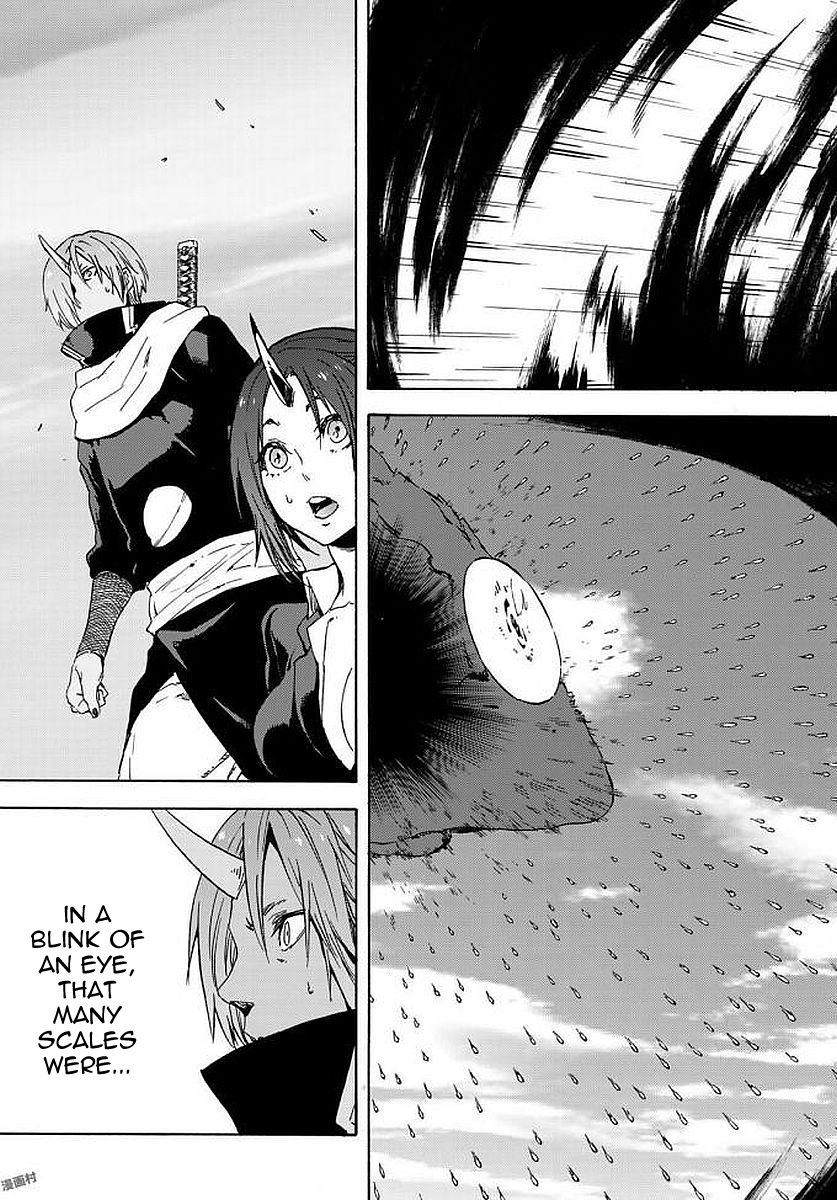 IN A
BLINK OF
AN EYE,
THAT
MANY
SCALES
WERE...
漫画村